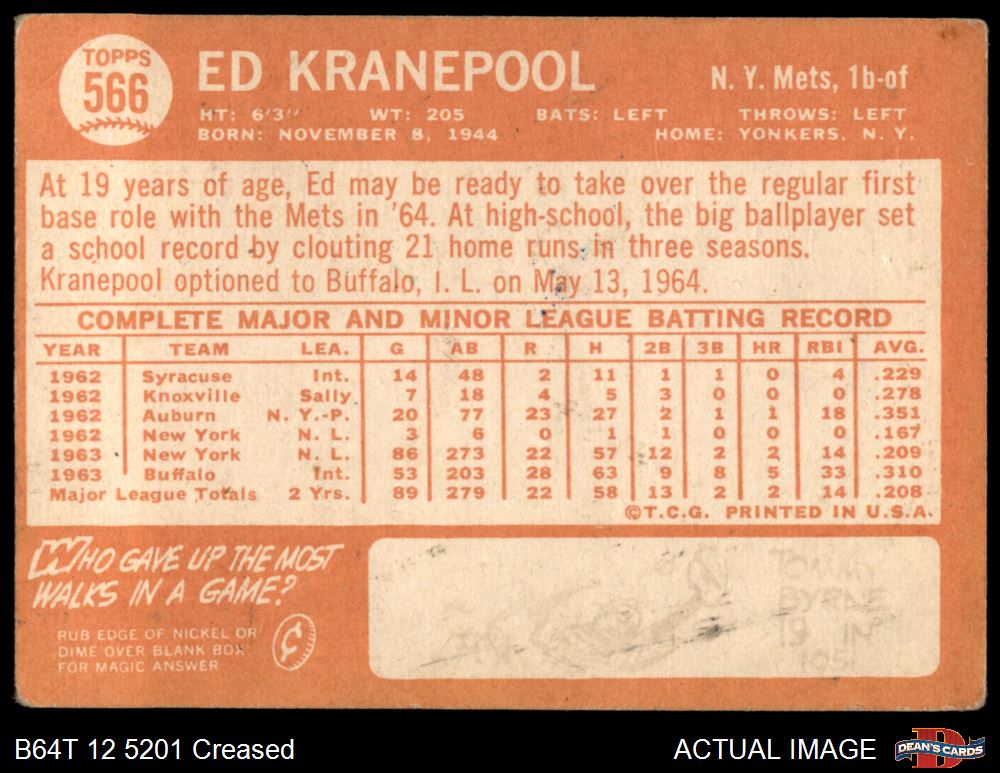 TOPPS
566
ED KRANEPOOL
N. Y. Mets, 1b-of
HT: 6'3" WT: 205 BATS: LEFT THROWS: LEFT
BORN: NOVEMBER 8, 1944 HOME: YONKERS, N. Y.
At 19 years of age, Ed may be ready to take over the regular first
base role with the Mets in '64. At high-school, the big ballplayer set
a school record by clouting 21 home runs in three seasons.
Kranepool optioned to Buffalo, I. L. on May 13, 1964.
COMPLETE MAJOR AND MINOR LEAGUE BATTING RECORD
YEAR TEAM LEA. G AB R H 2B 3B HR RBI AVG.
1962 Syracuse Int. 14 48 2 11 1 1 0 4 .229
1962 Knoxville Sally 7 18 4 5 3 0 0 0 .278
1962 Auburn N. Y.-P. 20 77 23 27 2 1 1 18 .351
1962 New York N. L. 3 6 0 1 1 0 0 0 .167
1963 New York N. L. 86 273 22 57 12 2 2 14 .209
1963 Buffalo Int. 53 203 28 63 9 8 5 33 .310
Major League Totals 2 Yrs. 89 279 22 58 13 2 2 14 .208
©T.C.G. PRINTED IN U.S.A.
WHO GAVE UP THE MOST
WALKS IN A GAME?
RUB EDGE OF NICKEL OR
DIME OVER BLANK BOX
FOR MAGIC ANSWER
¢
TOMMY
BYRNE
13 IN
1951
B64T 12 5201 Creased
ACTUAL IMAGE
DEAN'S CARDS